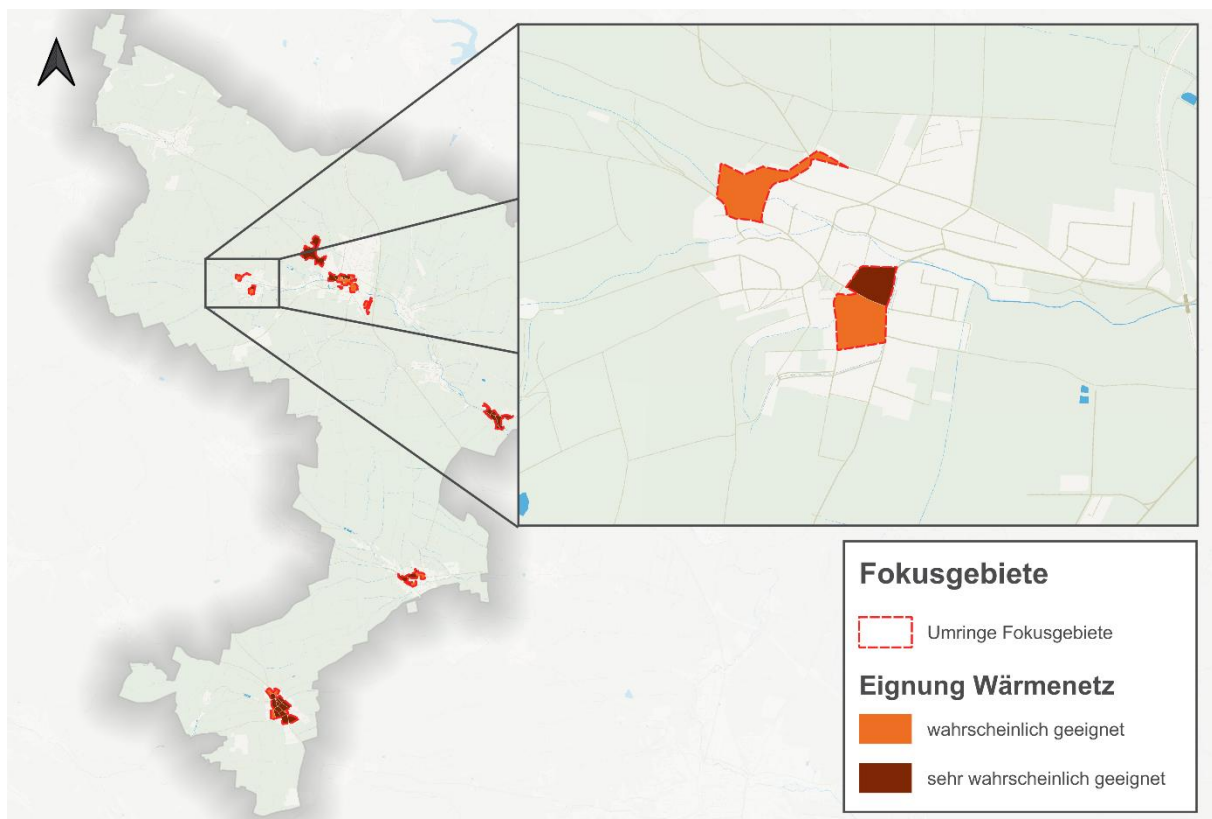 Fokusgebiete
Umringe Fokusgebiete
Eignung Wärmenetz
wahrscheinlich geeignet
sehr wahrscheinlich geeignet